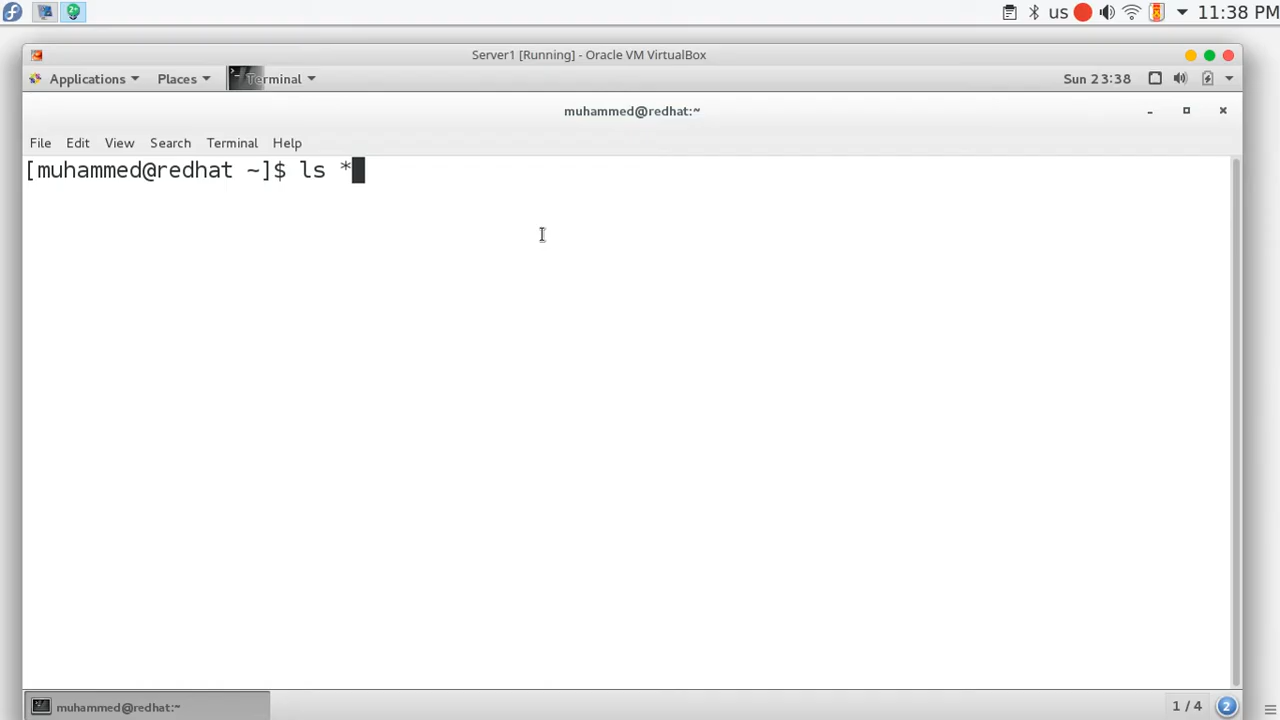 us 11:38 PM
Server1 [Running] - Oracle VM VirtualBox
Applications Places Terminal Sun 23:38
muhammed@redhat:~
File Edit View Search Terminal Help
[muhammed@redhat ~]$ ls *
muhammed@redhat:~ 1 / 4 2